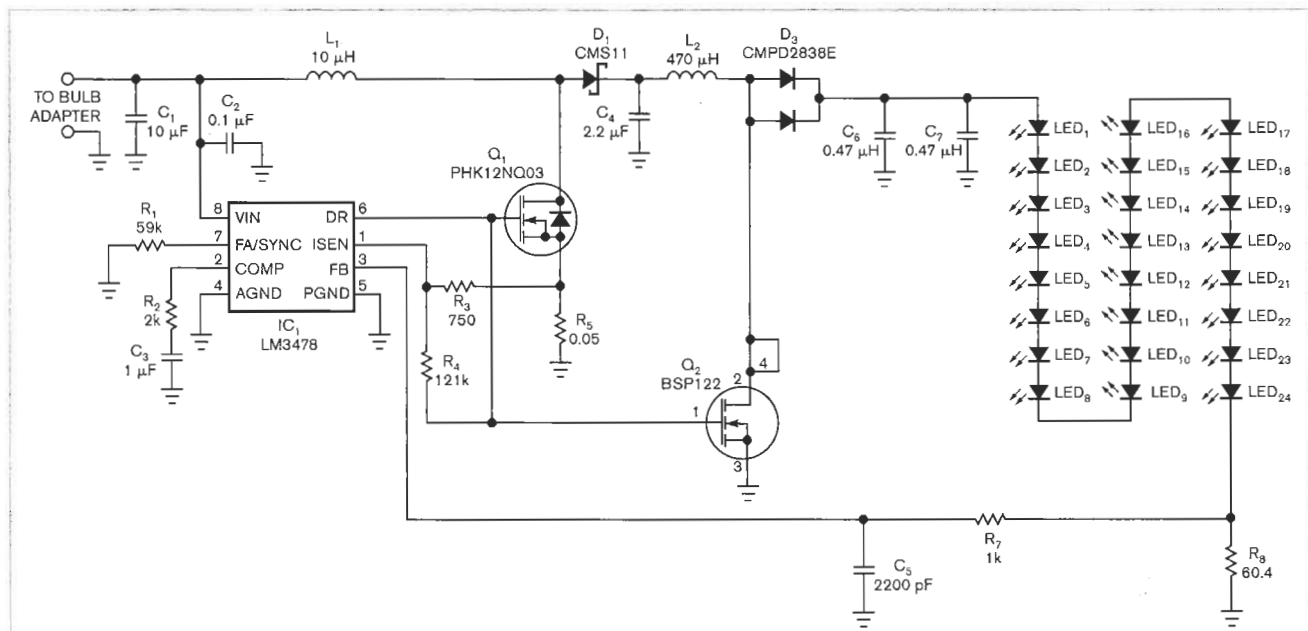 L1
10 µH
D1
CMS11
L2
470 µH
D3
CMPD2838E
TO BULB
ADAPTER
C1
10 µF
C2
0.1 µF
C4
2.2 µF
C6
0.47 µH
C7
0.47 µH
Q1
PHK12NQ03
R1
59k
8 VIN DR 6
7 FA/SYNC ISEN 1
2 COMP FB 3
4 AGND PGND 5
IC1
LM3478
R2
2k
C3
1 µF
R3
750
R4
121k
R5
0.05
Q2
BSP122
4
2
1
3
LED1 LED16 LED17
LED2 LED15 LED18
LED3 LED14 LED19
LED4 LED13 LED20
LED5 LED12 LED21
LED6 LED11 LED22
LED7 LED10 LED23
LED8 LED9 LED24
C5
2200 pF
R7
1k
R8
60.4